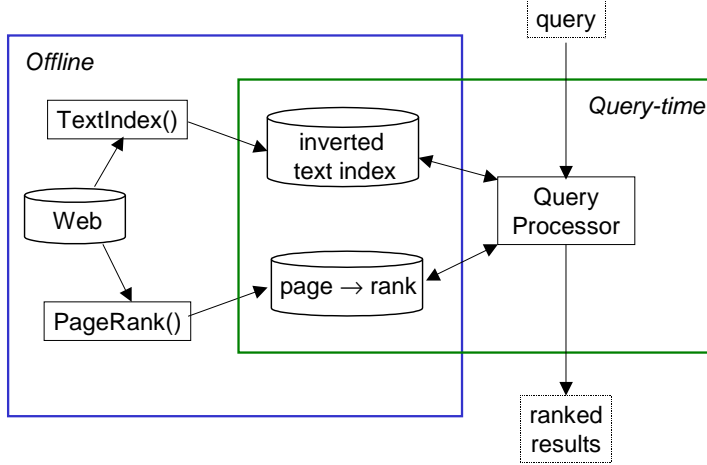 query
Offline
Query-time
TextIndex()
inverted
text index
Web
Query
Processor
page → rank
PageRank()
ranked
results